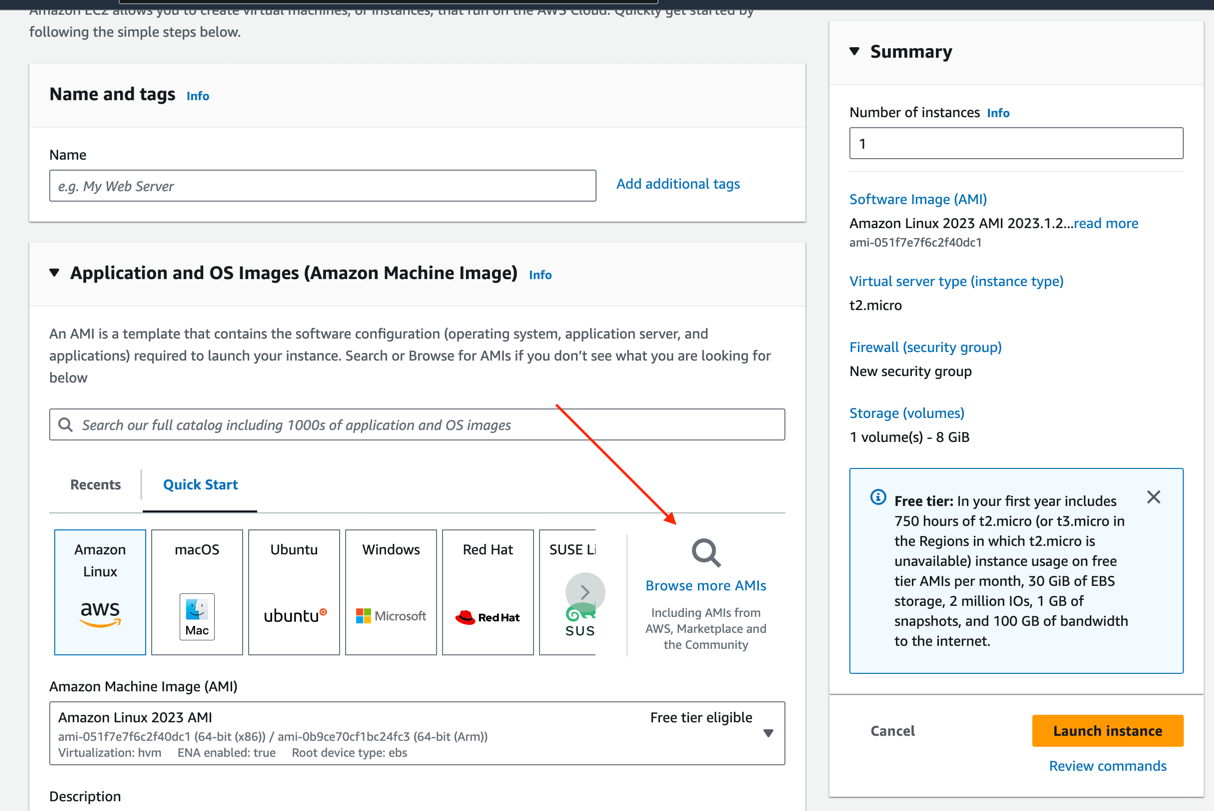 Amazon EC2 allows you to create virtual machines, or instances, that run on the AWS Cloud. Quickly get started by
following the simple steps below.
Name and tags Info
Name
e.g. My Web Server
Add additional tags
Application and OS Images (Amazon Machine Image) Info
An AMI is a template that contains the software configuration (operating system, application server, and
applications) required to launch your instance. Search or Browse for AMIs if you don't see what you are looking for
below
Search our full catalog including 1000s of application and OS images
Recents
Quick Start
Amazon
Linux
aws
macOS
Mac
Ubuntu
ubuntu
Windows
Microsoft
Red Hat
Red Hat
SUSE Li
SUS
Browse more AMIs
Including AMIs from
AWS, Marketplace and
the Community
Amazon Machine Image (AMI)
Amazon Linux 2023 AMI
Free tier eligible
ami-051f7e7f6c2f40dc1 (64-bit (x86)) / ami-0b9ce70cf1bc24fc3 (64-bit (Arm))
Virtualization: hvm ENA enabled: true Root device type: ebs
Description
Summary
Number of instances Info
1
Software Image (AMI)
Amazon Linux 2023 AMI 2023.1.2...read more
ami-051f7e7f6c2f40dc1
Virtual server type (instance type)
t2.micro
Firewall (security group)
New security group
Storage (volumes)
1 volume(s) - 8 GiB
Free tier: In your first year includes
750 hours of t2.micro (or t3.micro in
the Regions in which t2.micro is
unavailable) instance usage on free
tier AMIs per month, 30 GiB of EBS
storage, 2 million IOs, 1 GB of
snapshots, and 100 GB of bandwidth
to the internet.
Cancel
Launch instance
Review commands